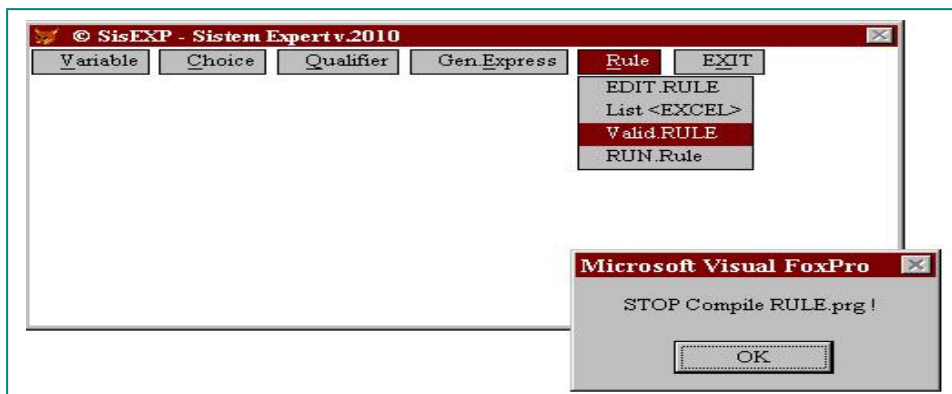 © SisEXP - Sistem Expert v.2010
Variable Choice Qualifier Gen.Express Rule EXIT
EDIT.RULE
List <EXCEL>
Valid.RULE
RUN.Rule
Microsoft Visual FoxPro
STOP Compile RULE.prg !
OK